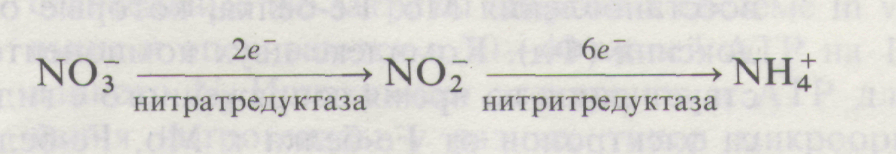 2e⁻ 6e⁻
NO₃⁻ → NO₂⁻ → NH₄⁺
нитратредуктаза нитритредуктаза